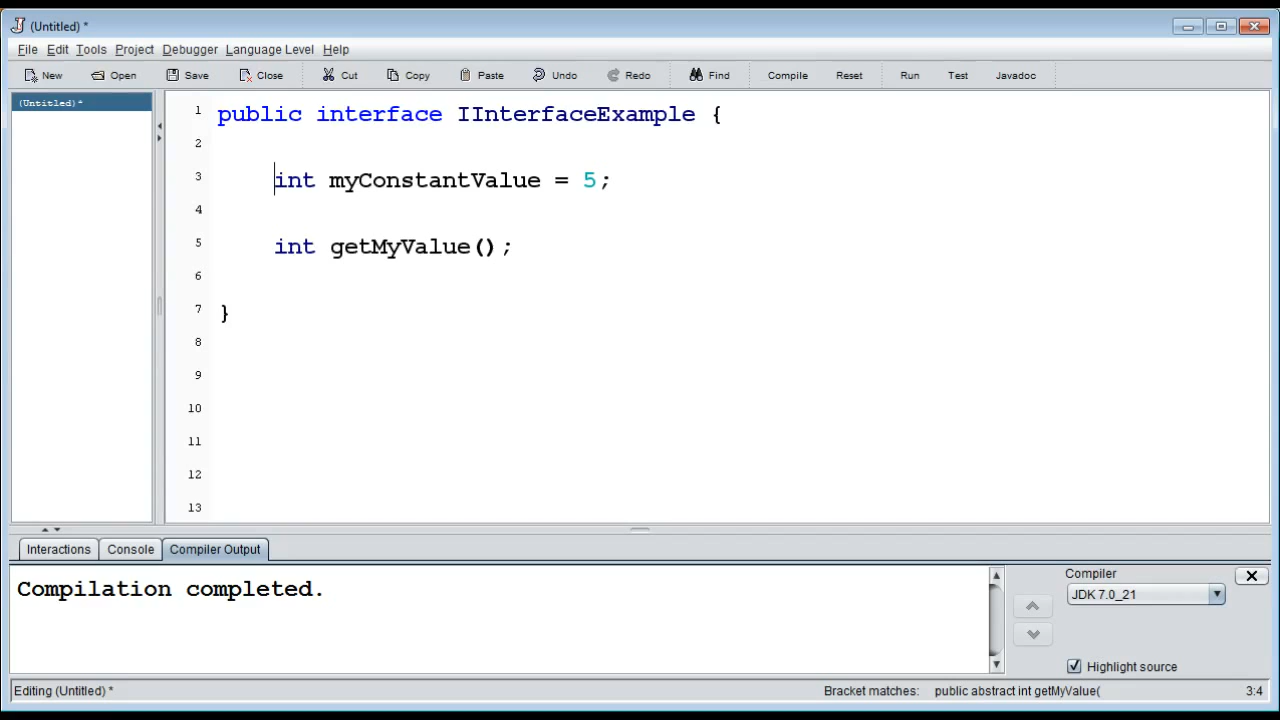 (Untitled) *
File Edit Tools Project Debugger Language Level Help
New Open Save Close Cut Copy Paste Undo Redo Find Compile Reset Run Test Javadoc
(Untitled)*
1 public interface IInterfaceExample {
2
3 int myConstantValue = 5;
4
5 int getMyValue();
6
7 }
8
9
10
11
12
13
Interactions Console Compiler Output
Compilation completed.
Compiler
JDK 7.0_21
Highlight source
Editing (Untitled) * Bracket matches: public abstract int getMyValue( 3:4